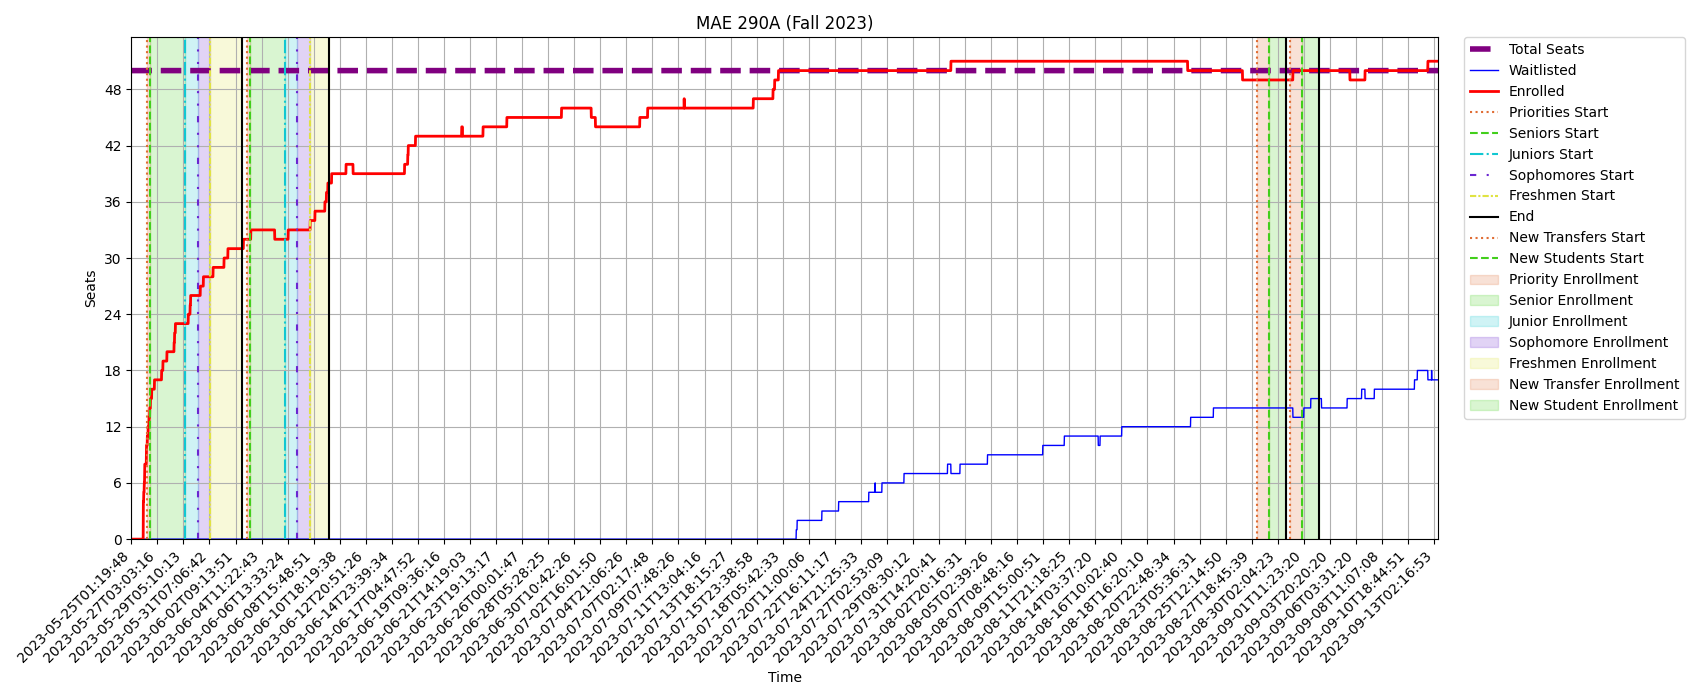 MAE 290A (Fall 2023)
Seats
48
42
36
30
24
18
12
6
0
2023-05-25T01:19:48
2023-05-27T03:03:16
2023-05-29T05:10:13
2023-05-31T07:06:42
2023-06-02T09:13:51
2023-06-04T11:22:43
2023-06-06T13:33:24
2023-06-08T15:48:51
2023-06-10T18:19:38
2023-06-12T20:51:26
2023-06-14T23:39:34
2023-06-17T04:47:52
2023-06-19T09:36:16
2023-06-21T14:19:03
2023-06-23T19:13:17
2023-06-26T00:01:47
2023-06-28T05:28:25
2023-06-30T10:42:26
2023-07-02T16:01:50
2023-07-04T21:06:26
2023-07-07T02:17:48
2023-07-09T07:48:26
2023-07-11T13:04:16
2023-07-13T18:15:27
2023-07-15T23:38:58
2023-07-18T05:42:33
2023-07-20T11:00:06
2023-07-22T16:11:17
2023-07-24T21:25:33
2023-07-27T02:53:09
2023-07-29T08:30:12
2023-07-31T14:20:41
2023-08-02T20:16:31
2023-08-05T02:39:26
2023-08-07T08:48:16
2023-08-09T15:00:51
2023-08-11T21:18:25
2023-08-14T03:37:20
2023-08-16T10:02:40
2023-08-18T16:20:10
2023-08-20T22:48:34
2023-08-23T05:36:31
2023-08-25T12:14:50
2023-08-27T18:45:39
2023-08-30T02:04:23
2023-09-01T11:23:20
2023-09-03T20:20:20
2023-09-06T03:31:20
2023-09-08T11:07:08
2023-09-10T18:44:51
2023-09-13T02:16:53
Time
Total Seats
Waitlisted
Enrolled
Priorities Start
Seniors Start
Juniors Start
Sophomores Start
Freshmen Start
End
New Transfers Start
New Students Start
Priority Enrollment
Senior Enrollment
Junior Enrollment
Sophomore Enrollment
Freshmen Enrollment
New Transfer Enrollment
New Student Enrollment